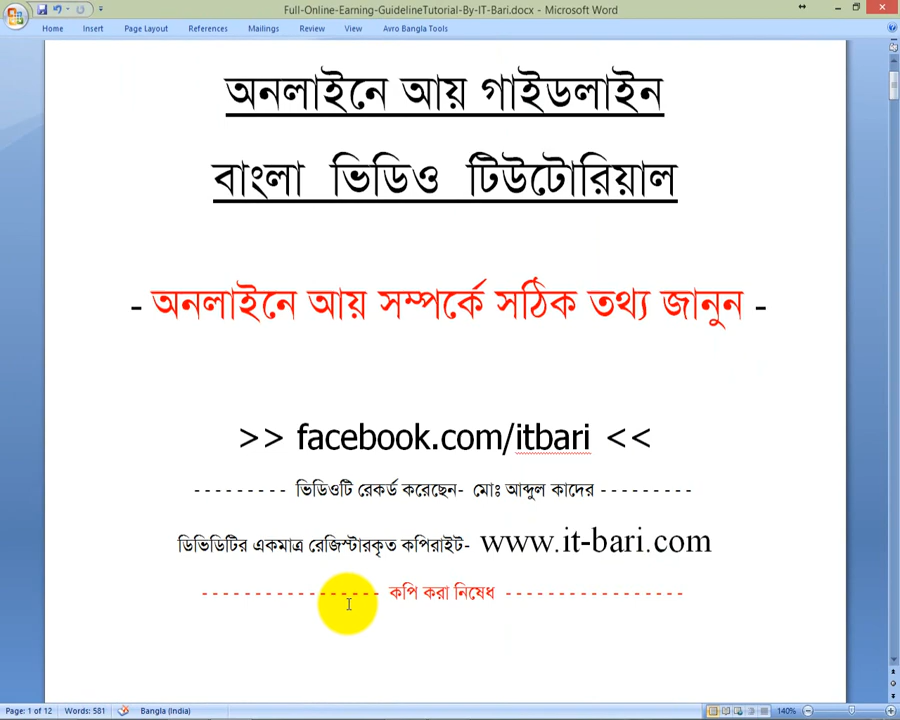 Full-Online-Earning-GuidelineTutorial-By-IT-Bari.docx - Microsoft Word
Home Insert Page Layout References Mailings Review View Avro Bangla Tools
অনলাইনে আয় গাইডলাইন
বাংলা ভিডিও টিউটোরিয়াল
- অনলাইনে আয় সম্পর্কে সঠিক তথ্য জানুন -
>> facebook.com/itbari <<
--------- ভিডিওটি রেকর্ড করেছেন- মোঃ আব্দুল কাদের ---------
ডিভিডিটির একমাত্র রেজিস্টারকৃত কপিরাইট- www.it-bari.com
----------------- কপি করা নিষেধ -----------------
Page: 1 of 12 Words: 581 Bangla (India) 140%